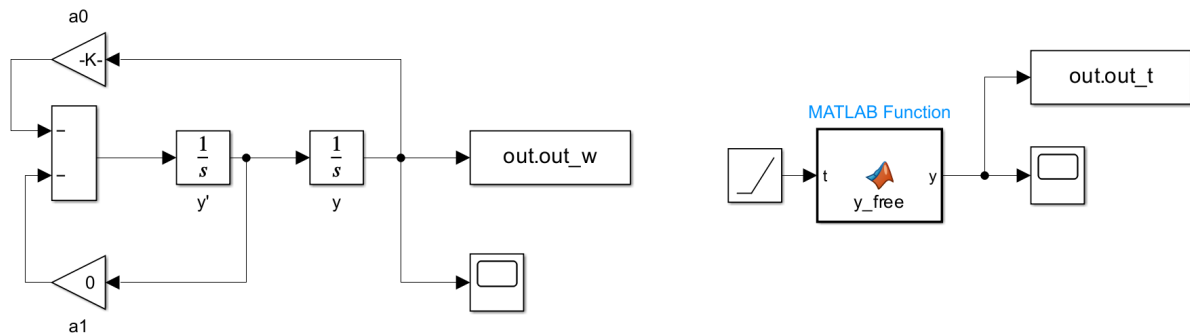 a0
-K-
−
−
1
s
y'
1
s
y
out.out_w
0
a1
out.out_t
MATLAB Function
t
y
y_free